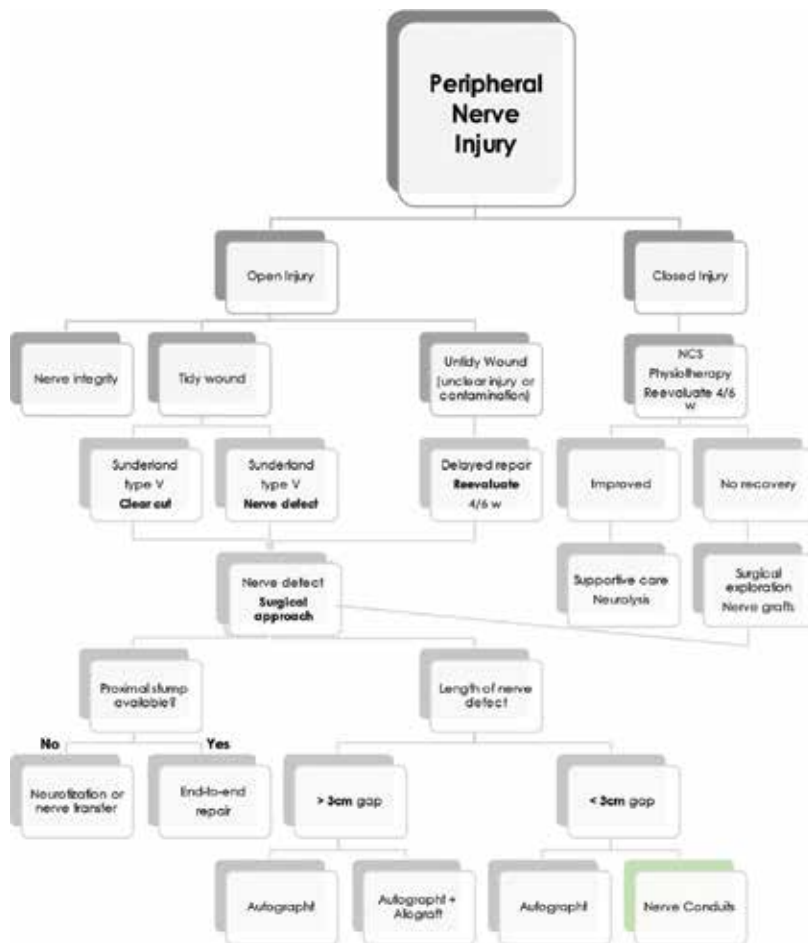 Peripheral
Nerve
Injury
Open Injury
Closed Injury
Nerve integrity
Tidy wound
Untidy Wound
(unclear injury or
contamination)
NCS
Physiotherapy
Reevaluate 4/6
w
Sunderland
type V
Clear cut
Sunderland
type V
Nerve defect
Delayed repair
Reevaluate
4/6 w
Improved
No recovery
Nerve defect
Surgical
approach
Supportive care
Neurolysis
Surgical
exploration
Nerve grafts
Proximal stump
available?
Length of nerve
defect
No
Yes
Neurotization or
nerve transfer
End-to-end
repair
> 3cm gap
< 3cm gap
Autographt
Autographt +
Allograft
Autographt
Nerve Conduits